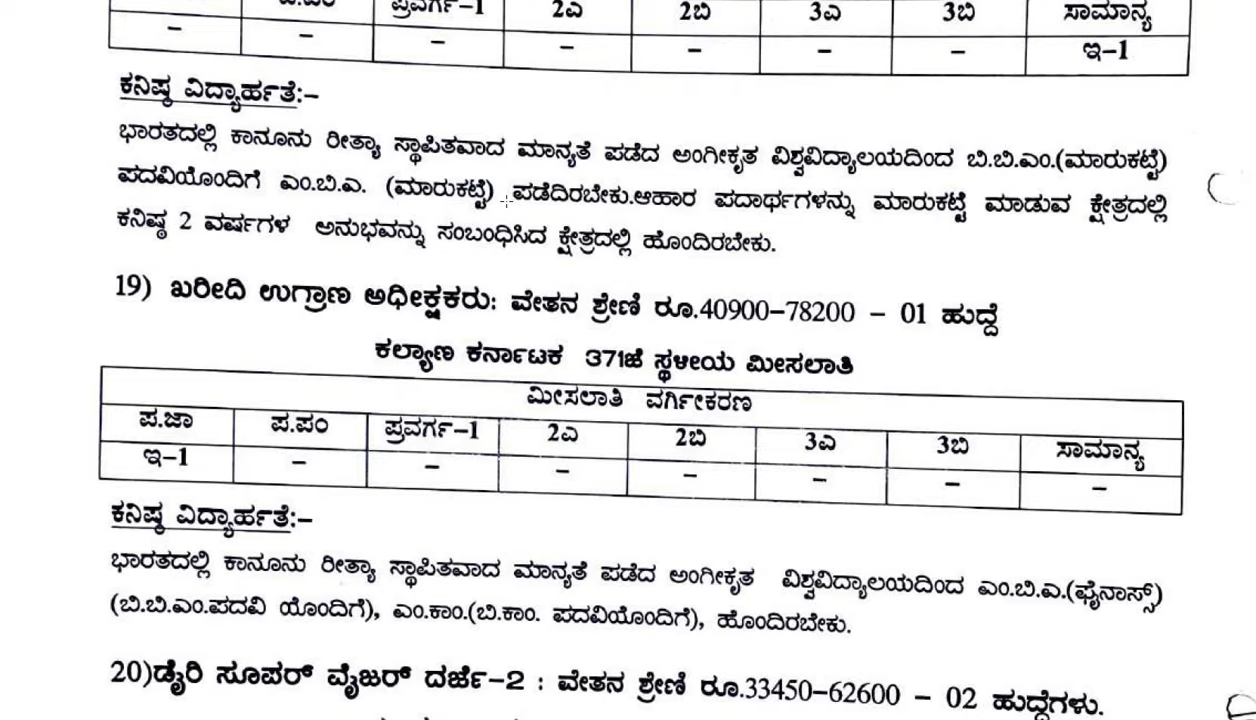 ಪ್ರವರ್ಗ–1 2ಎ 2ಬಿ 3ಎ 3ಬಿ ಸಾಮಾನ್ಯ
– – – – – – – ಇ–1
ಕನಿಷ್ಠ ವಿದ್ಯಾರ್ಹತೆ:–
ಭಾರತದಲ್ಲಿ ಕಾನೂನು ರೀತ್ಯಾ ಸ್ಥಾಪಿತವಾದ ಮಾನ್ಯತೆ ಪಡೆದ ಅಂಗೀಕೃತ ವಿಶ್ವವಿದ್ಯಾಲಯದಿಂದ ಬಿ.ಬಿ.ಎಂ.(ಮಾರುಕಟ್ಟೆ)
ಪದವಿಯೊಂದಿಗೆ ಎಂ.ಬಿ.ಎ. (ಮಾರುಕಟ್ಟೆ) ಪಡೆದಿರಬೇಕು.ಆಹಾರ ಪದಾರ್ಥಗಳನ್ನು ಮಾರುಕಟ್ಟೆ ಮಾಡುವ ಕ್ಷೇತ್ರದಲ್ಲಿ
ಕನಿಷ್ಠ 2 ವರ್ಷಗಳ ಅನುಭವನ್ನು ಸಂಬಂಧಿಸಿದ ಕ್ಷೇತ್ರದಲ್ಲಿ ಹೊಂದಿರಬೇಕು.
19) ಖರೀದಿ ಉಗ್ರಾಣ ಅಧೀಕ್ಷಕರು: ವೇತನ ಶ್ರೇಣಿ ರೂ.40900–78200 – 01 ಹುದ್ದೆ
ಕಲ್ಯಾಣ ಕರ್ನಾಟಕ 371ಜೆ ಸ್ಥಳೀಯ ಮೀಸಲಾತಿ
ಮೀಸಲಾತಿ ವರ್ಗೀಕರಣ
ಪ.ಜಾ ಪ.ಪಂ ಪ್ರವರ್ಗ–1 2ಎ 2ಬಿ 3ಎ 3ಬಿ ಸಾಮಾನ್ಯ
ಇ–1 – – – – – – –
ಕನಿಷ್ಠ ವಿದ್ಯಾರ್ಹತೆ:–
ಭಾರತದಲ್ಲಿ ಕಾನೂನು ರೀತ್ಯಾ ಸ್ಥಾಪಿತವಾದ ಮಾನ್ಯತೆ ಪಡೆದ ಅಂಗೀಕೃತ ವಿಶ್ವವಿದ್ಯಾಲಯದಿಂದ ಎಂ.ಬಿ.ಎ.(ಫೈನಾಸ್ಸ್)
(ಬಿ.ಬಿ.ಎಂ.ಪದವಿ ಯೊಂದಿಗೆ), ಎಂ.ಕಾಂ.(ಬಿ.ಕಾಂ. ಪದವಿಯೊಂದಿಗೆ), ಹೊಂದಿರಬೇಕು.
20)ಡೈರಿ ಸೂಪರ್ ವೈಜರ್ ದರ್ಜೆ–2 : ವೇತನ ಶ್ರೇಣಿ ರೂ.33450–62600 – 02 ಹುದ್ದೆಗಳು.